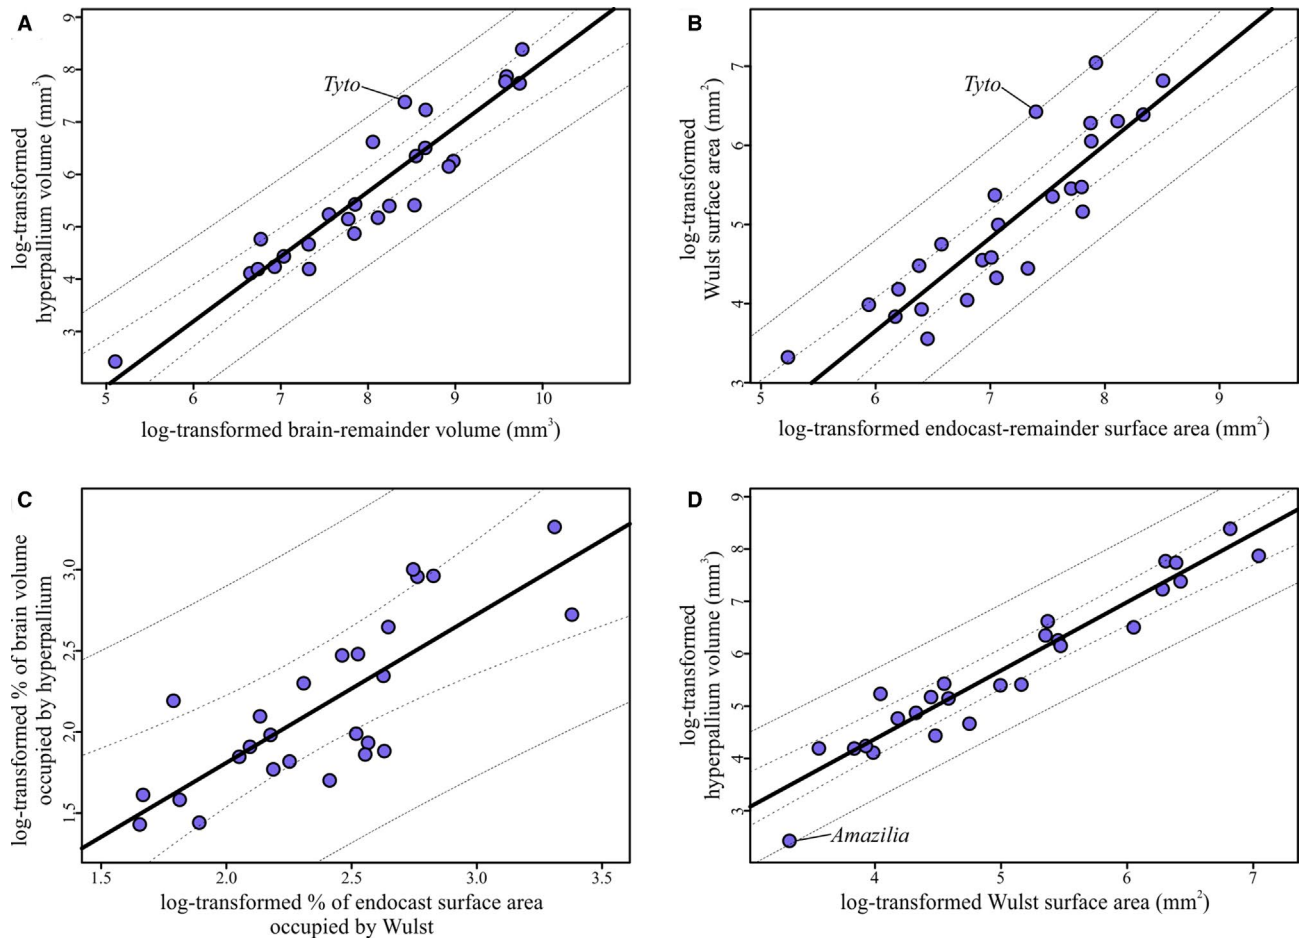 A
log-transformed
hyperpallium volume (mm³)
9
8
7
6
5
4
3
Tyto
5
6
7
8
9
10
log-transformed brain-remainder volume (mm³)
B
log-transformed
Wulst surface area (mm²)
7
6
5
4
3
Tyto
5
6
7
8
9
log-transformed endocast-remainder surface area (mm²)
C
log-transformed % of brain volume
occupied by hyperpallium
3.0
2.5
2.0
1.5
1.5
2.0
2.5
3.0
3.5
log-transformed % of endocast surface area
occupied by Wulst
D
log-transformed
hyperpallium volume (mm³)
9
8
7
6
5
4
3
Amazilia
4
5
6
7
log-transformed Wulst surface area (mm²)